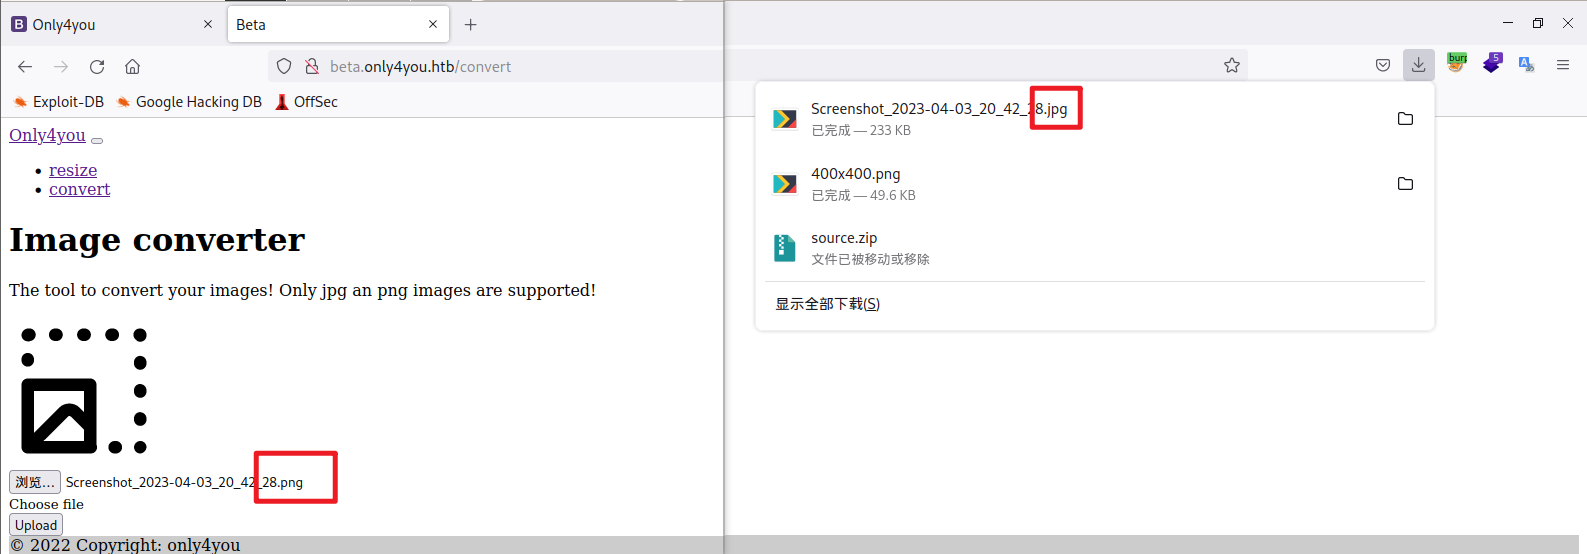 Only4you
Beta
beta.only4you.htb/convert
Exploit-DB
Google Hacking DB
OffSec
Only4you
resize
convert
Image converter
The tool to convert your images! Only jpg an png images are supported!
浏览… Screenshot_2023-04-03_20_42_28.png
Choose file
Upload
© 2022 Copyright: only4you
burp
5
Screenshot_2023-04-03_20_42_28.jpg
已完成 — 233 KB
400x400.png
已完成 — 49.6 KB
source.zip
文件已被移动或移除
显示全部下载(S)